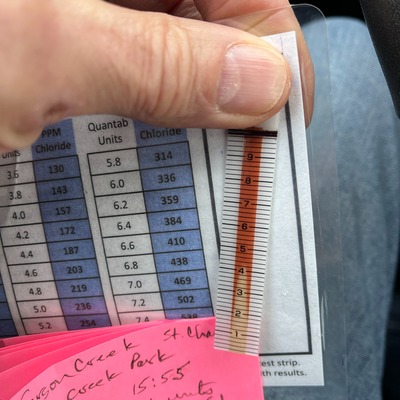 PPM Quantab
Units Chloride Units Chloride
3.6 130 5.8 314
3.8 143 6.0 336
4.0 157 6.2 359
4.2 172 6.4 384
4.4 187 6.6 410
4.6 203 6.8 438
4.8 219 7.0 469
5.0 236 7.2 502
5.2 254 7.4 538
9
8
7
6
5
4
3
2
1
test strip.
th results.
Creek St. Cha
Creek Park
15:55